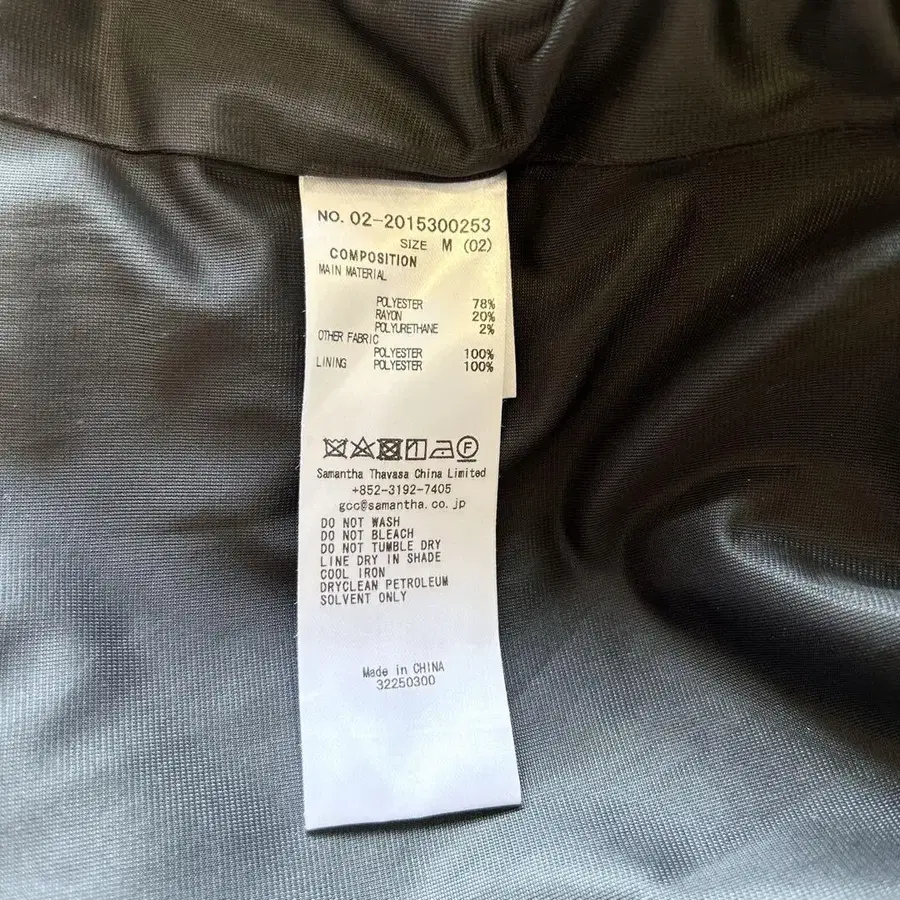 NO. 02-2015300253
SIZE M (02)
COMPOSITION
MAIN MATERIAL
POLYESTER 78%
RAYON 20%
POLYURETHANE 2%
OTHER FABRIC
POLYESTER 100%
LINING POLYESTER 100%
F
Samantha Thavasa China Limited
+852-3192-7405
gcc@samantha.co.jp
DO NOT WASH
DO NOT BLEACH
DO NOT TUMBLE DRY
LINE DRY IN SHADE
COOL IRON
DRYCLEAN PETROLEUM
SOLVENT ONLY
Made in CHINA
32250300